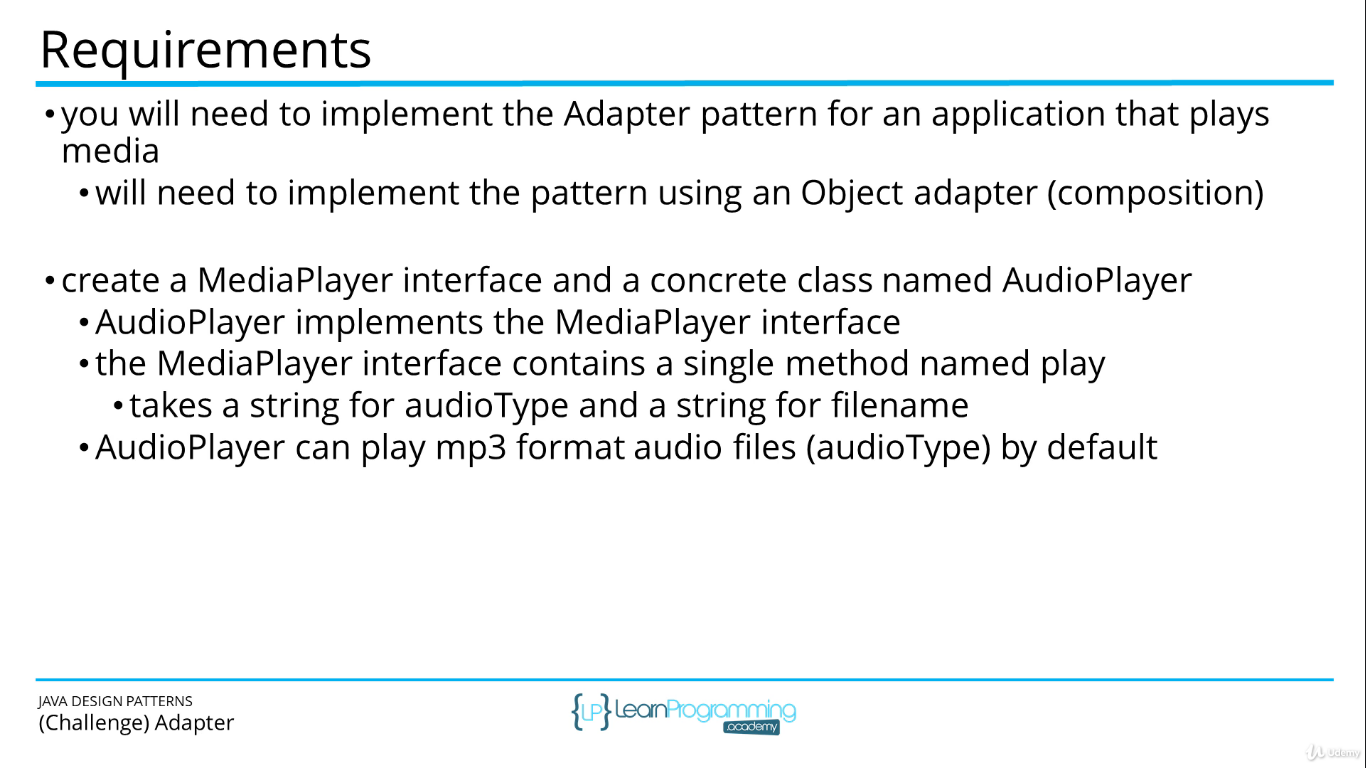 Requirements
•you will need to implement the Adapter pattern for an application that plays
media
•will need to implement the pattern using an Object adapter (composition)
•create a MediaPlayer interface and a concrete class named AudioPlayer
•AudioPlayer implements the MediaPlayer interface
•the MediaPlayer interface contains a single method named play
•takes a string for audioType and a string for filename
•AudioPlayer can play mp3 format audio files (audioType) by default
JAVA DESIGN PATTERNS
(Challenge) Adapter
{LP} LearnProgramming
.academy
Udemy